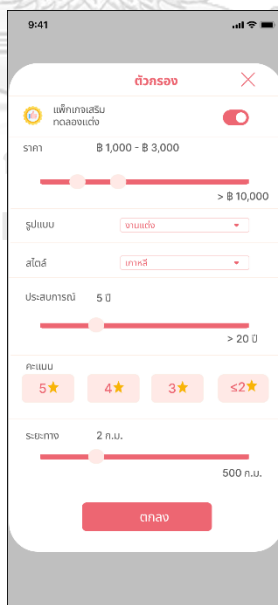 9:41
ตัวกรอง
แพ็กเกจเสริม
ทดลองแต่ง
ราคา ฿ 1,000 - ฿ 3,000
> ฿ 10,000
รูปแบบ งานแต่ง
สไตล์ เกาหลี
ประสบการณ์ 5 ปี
> 20 ปี
คะแนน
5 4 3 ≤2
ระยะทาง 2 ก.ม.
500 ก.ม.
ตกลง